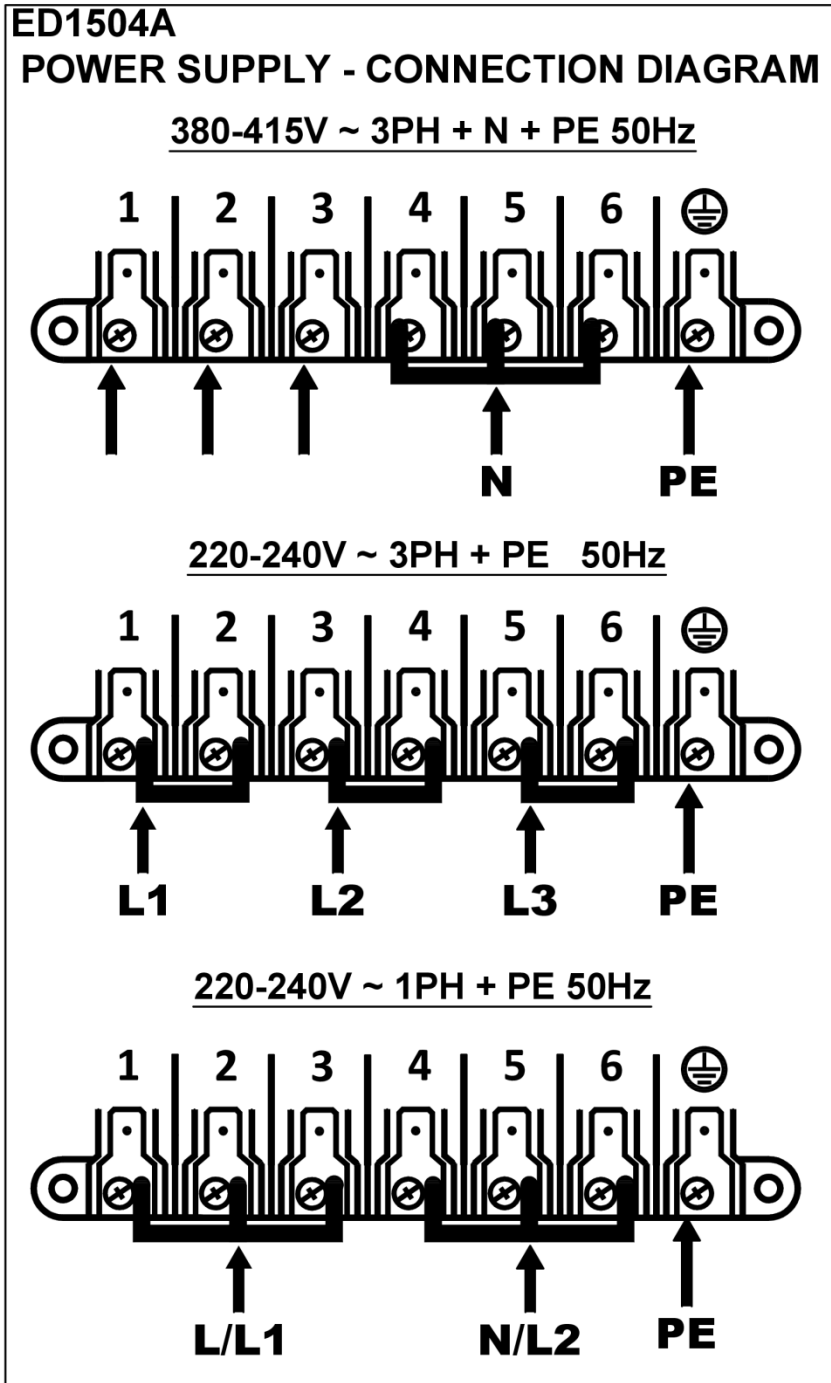 ED1504A
POWER SUPPLY - CONNECTION DIAGRAM
380-415V ~ 3PH + N + PE 50Hz
1 2 3 4 5 6
N PE
220-240V ~ 3PH + PE 50Hz
1 2 3 4 5 6
L1 L2 L3 PE
220-240V ~ 1PH + PE 50Hz
1 2 3 4 5 6
L/L1 N/L2 PE